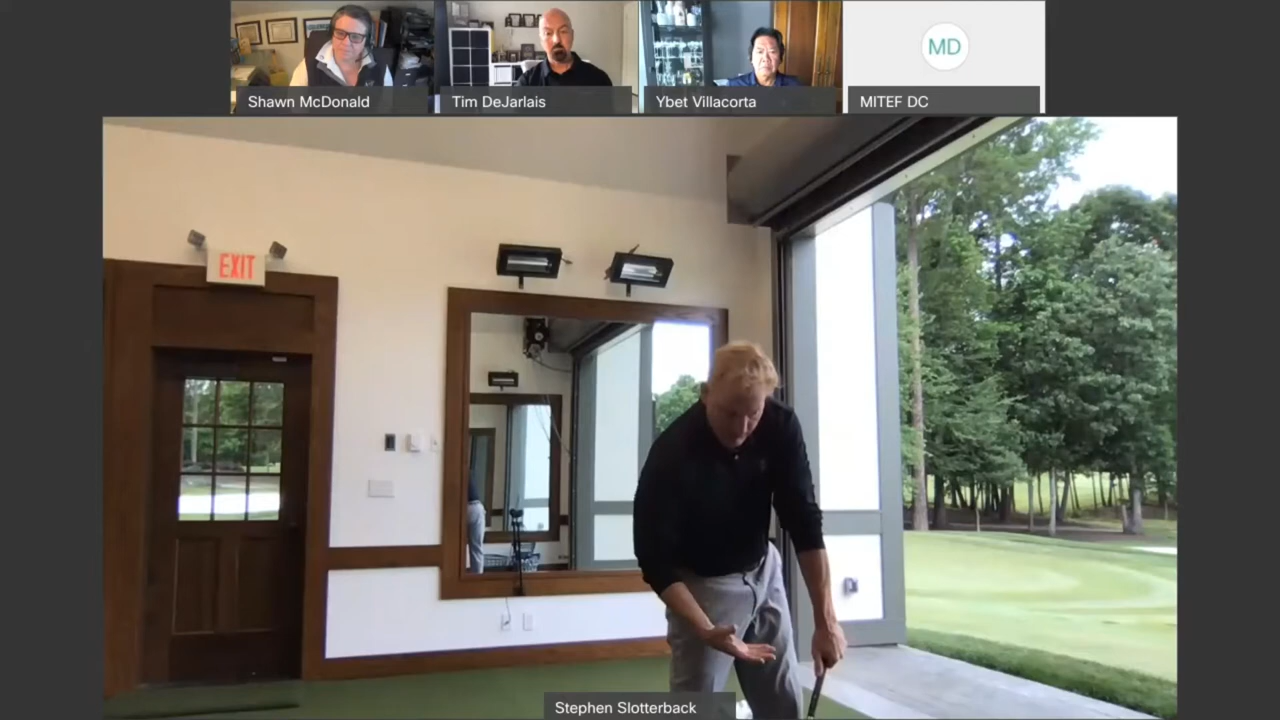 MD
Shawn McDonald
Tim DeJarlais
Ybet Villacorta
MITEF DC
EXIT
Stephen Slotterback